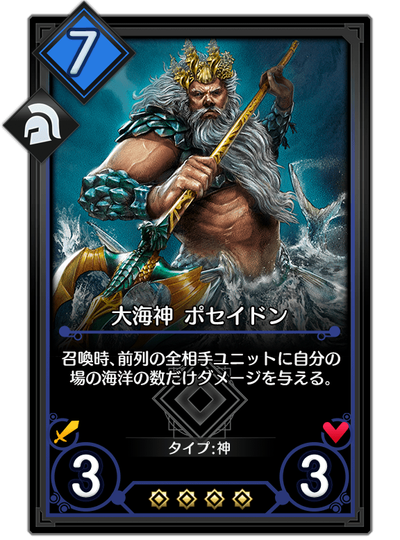 7
大海神 ポセイドン
召喚時、前列の全相手ユニットに自分の
場の海洋の数だけダメージを与える。
タイプ:神
3
3